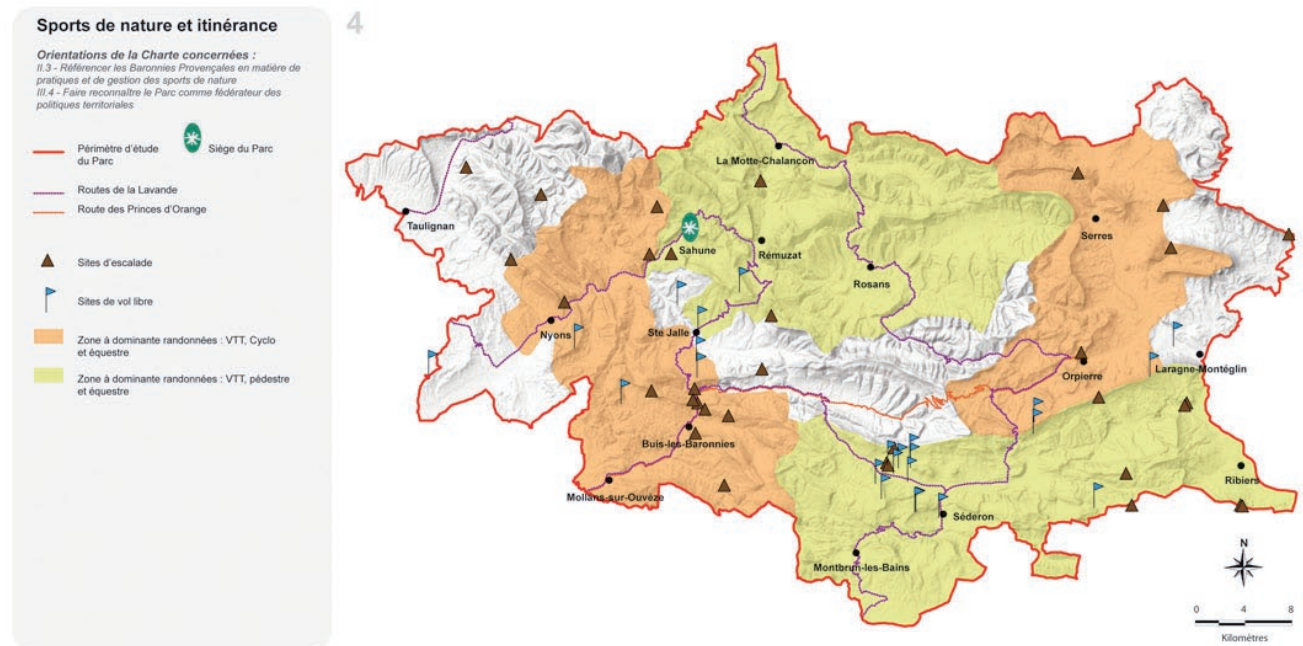 Sports de nature et itinérance
Orientations de la Charte concernées :
II.3 - Référencer les Baronnies Provençales en matière de
pratiques et de gestion des sports de nature
III.4 - Faire reconnaître le Parc comme fédérateur des
politiques territoriales
Périmètre d'étude
du Parc
Siège du Parc
Routes de la Lavande
Route des Princes d'Orange
Sites d'escalade
Sites de vol libre
Zone à dominante randonnées : VTT, Cyclo
et équestre
Zone à dominante randonnées : VTT, pédestre
et équestre
4
La Motte-Chalançon
Taulignan
Serres
Sahune
Rémuzat
Rosans
Nyons
Ste Jalle
Orpierre
Laragne-Montéglin
Buis-les-Baronnies
Mollans-sur-Ouvèze
Ribiers
Séderon
Montbrun-les-Bains
N
0 4 8
Kilomètres